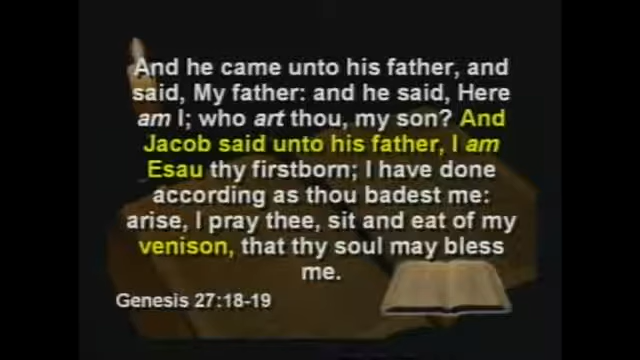 And he came unto his father, and
said, My father: and he said, Here
am I; who art thou, my son? And
Jacob said unto his father, I am
Esau thy firstborn; I have done
according as thou badest me:
arise, I pray thee, sit and eat of my
venison, that thy soul may bless
me.
Genesis 27:18-19